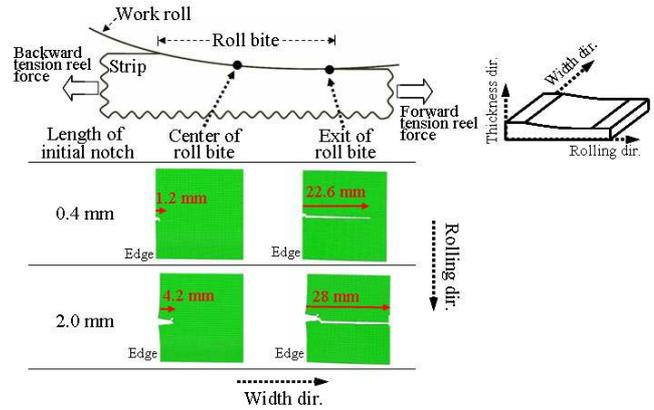 Work roll
Roll bite
Backward
tension reel
force
Strip
Forward
tension reel
force
Thickness dir.
Width dir.
Rolling dir.
Length of
initial notch
Center of
roll bite
Exit of
roll bite
0.4 mm
1.2 mm
Edge
22.6 mm
Edge
2.0 mm
4.2 mm
Edge
28 mm
Edge
Rolling dir.
Width dir.